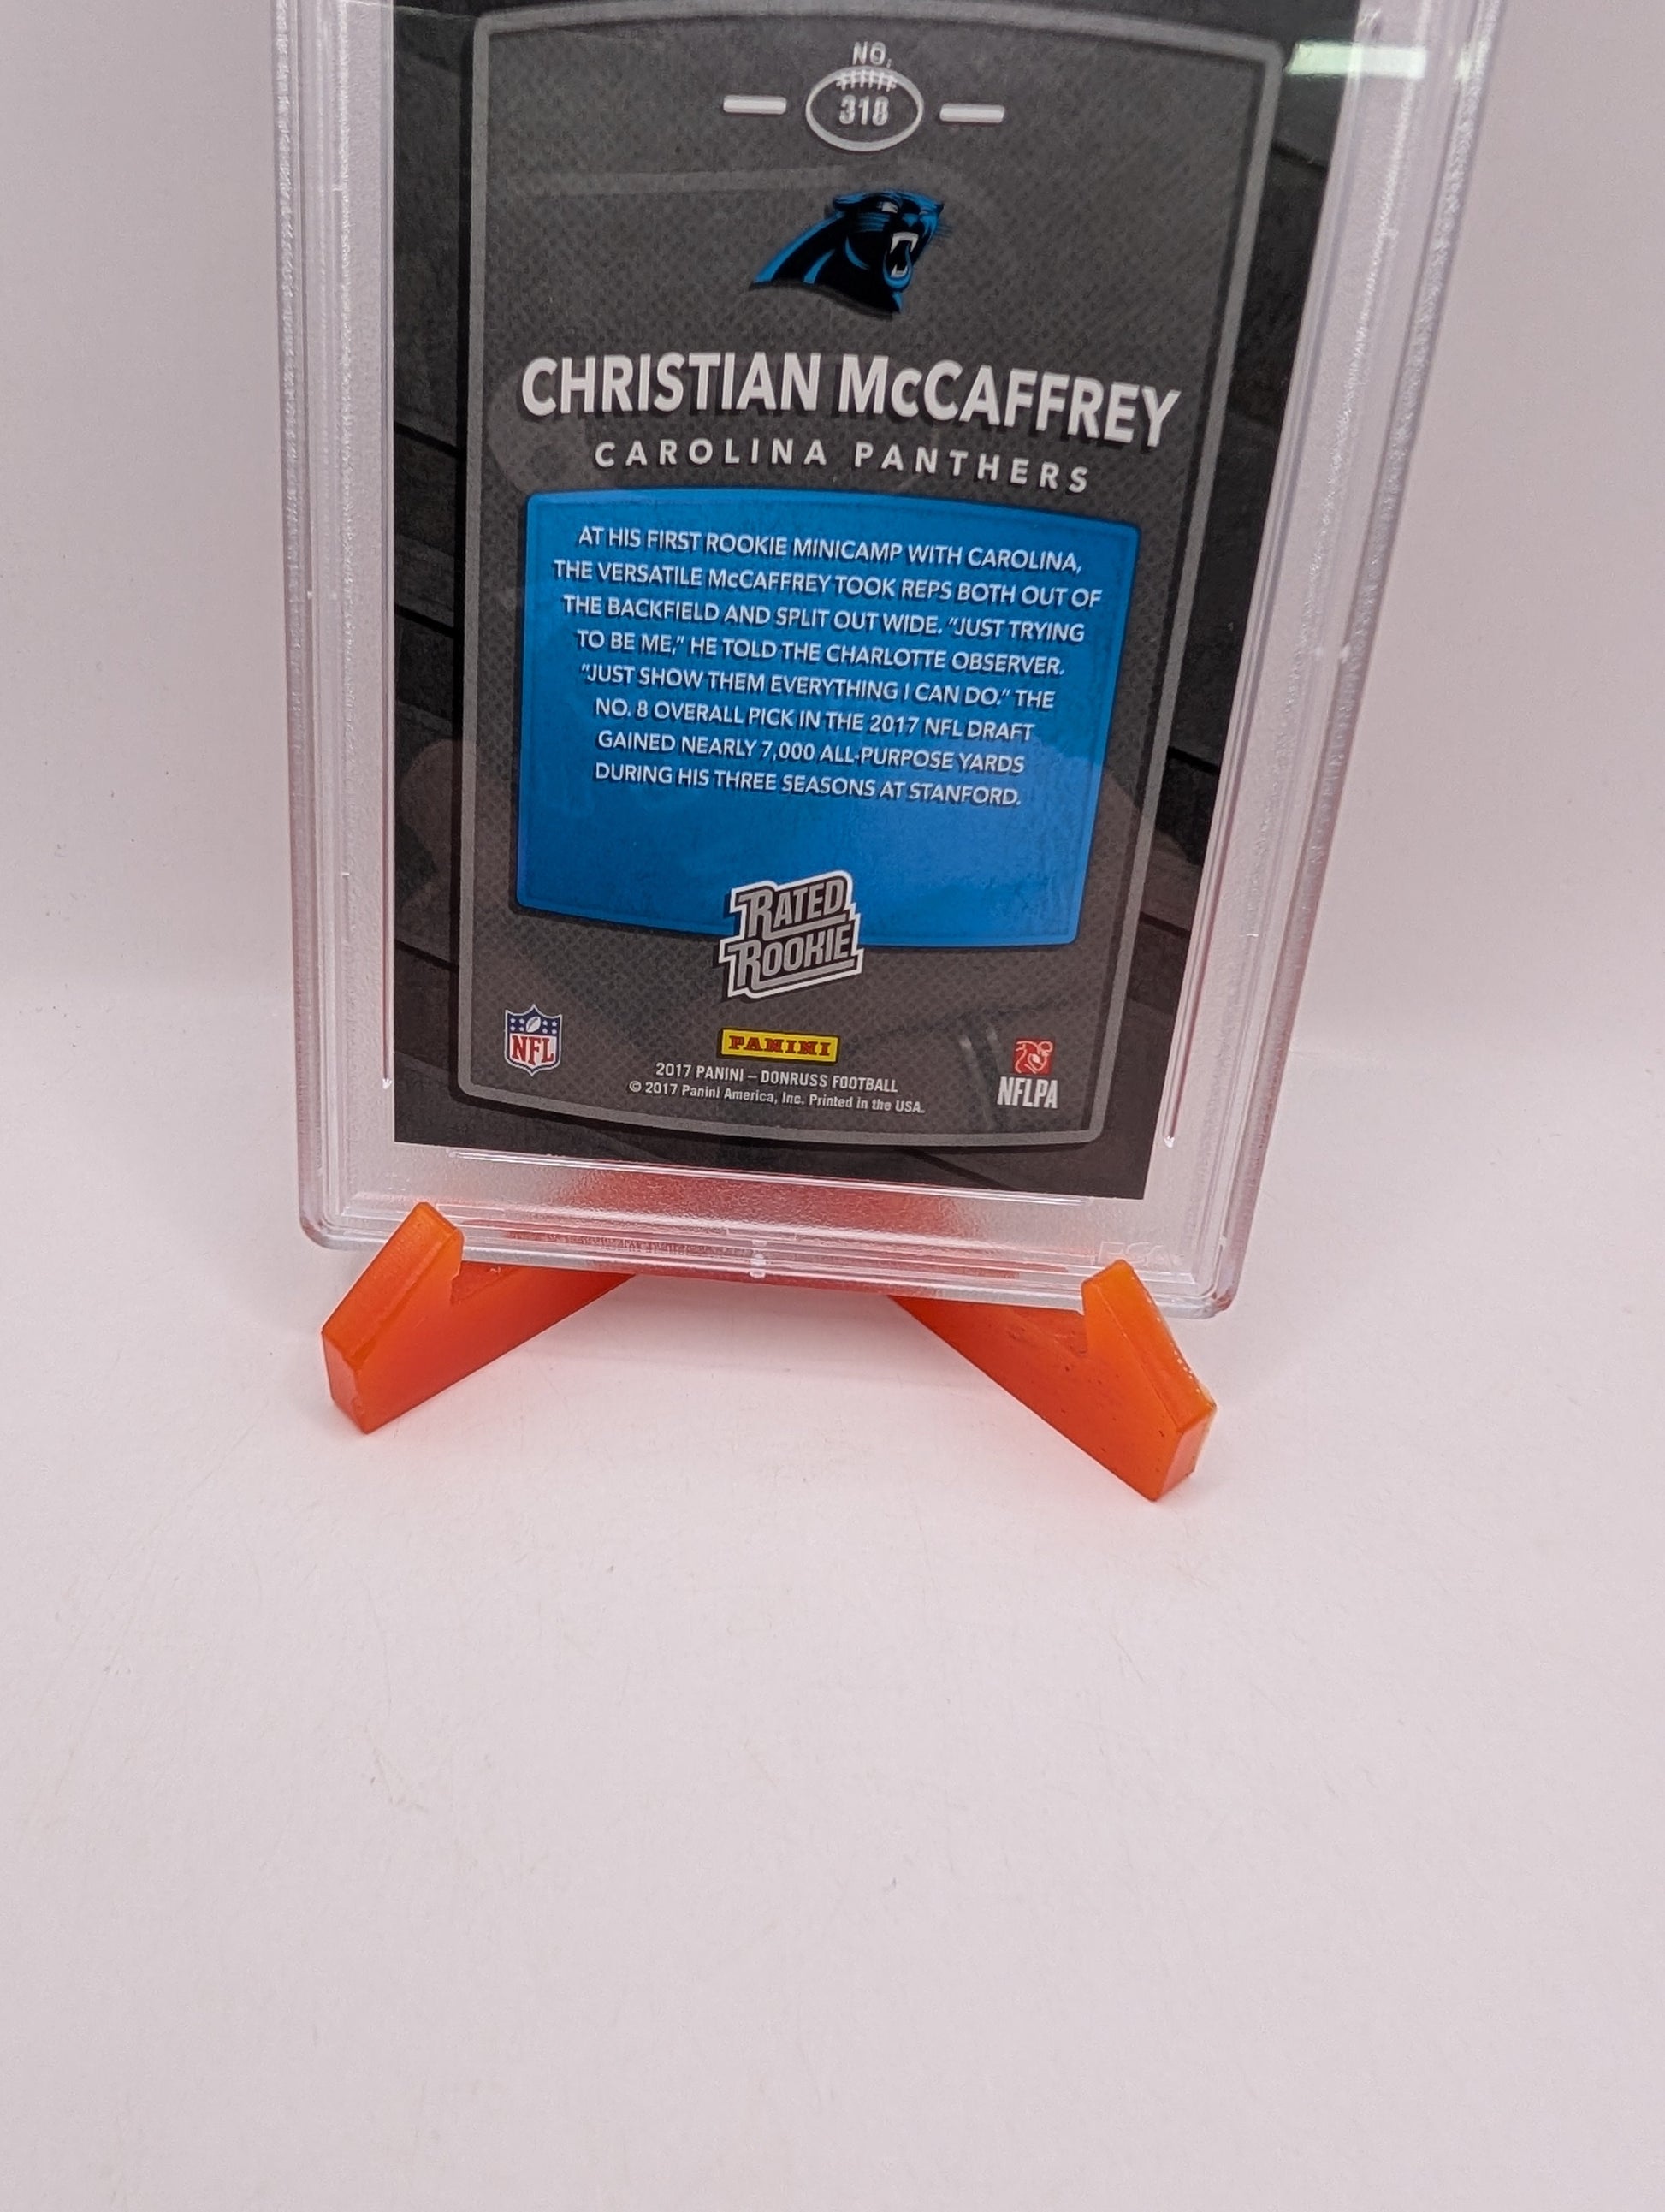 NO.
318
CHRISTIAN McCAFFREY
CAROLINA PANTHERS
AT HIS FIRST ROOKIE MINICAMP WITH CAROLINA,
THE VERSATILE McCAFFREY TOOK REPS BOTH OUT OF
THE BACKFIELD AND SPLIT OUT WIDE. "JUST TRYING
TO BE ME," HE TOLD THE CHARLOTTE OBSERVER.
"JUST SHOW THEM EVERYTHING I CAN DO." THE
NO. 8 OVERALL PICK IN THE 2017 NFL DRAFT
GAINED NEARLY 7,000 ALL-PURPOSE YARDS
DURING HIS THREE SEASONS AT STANFORD.
RATED
ROOKIE
NFL
PANINI
2017 PANINI – DONRUSS FOOTBALL
© 2017 Panini America, Inc. Printed in the USA.
NFLPA
PSA